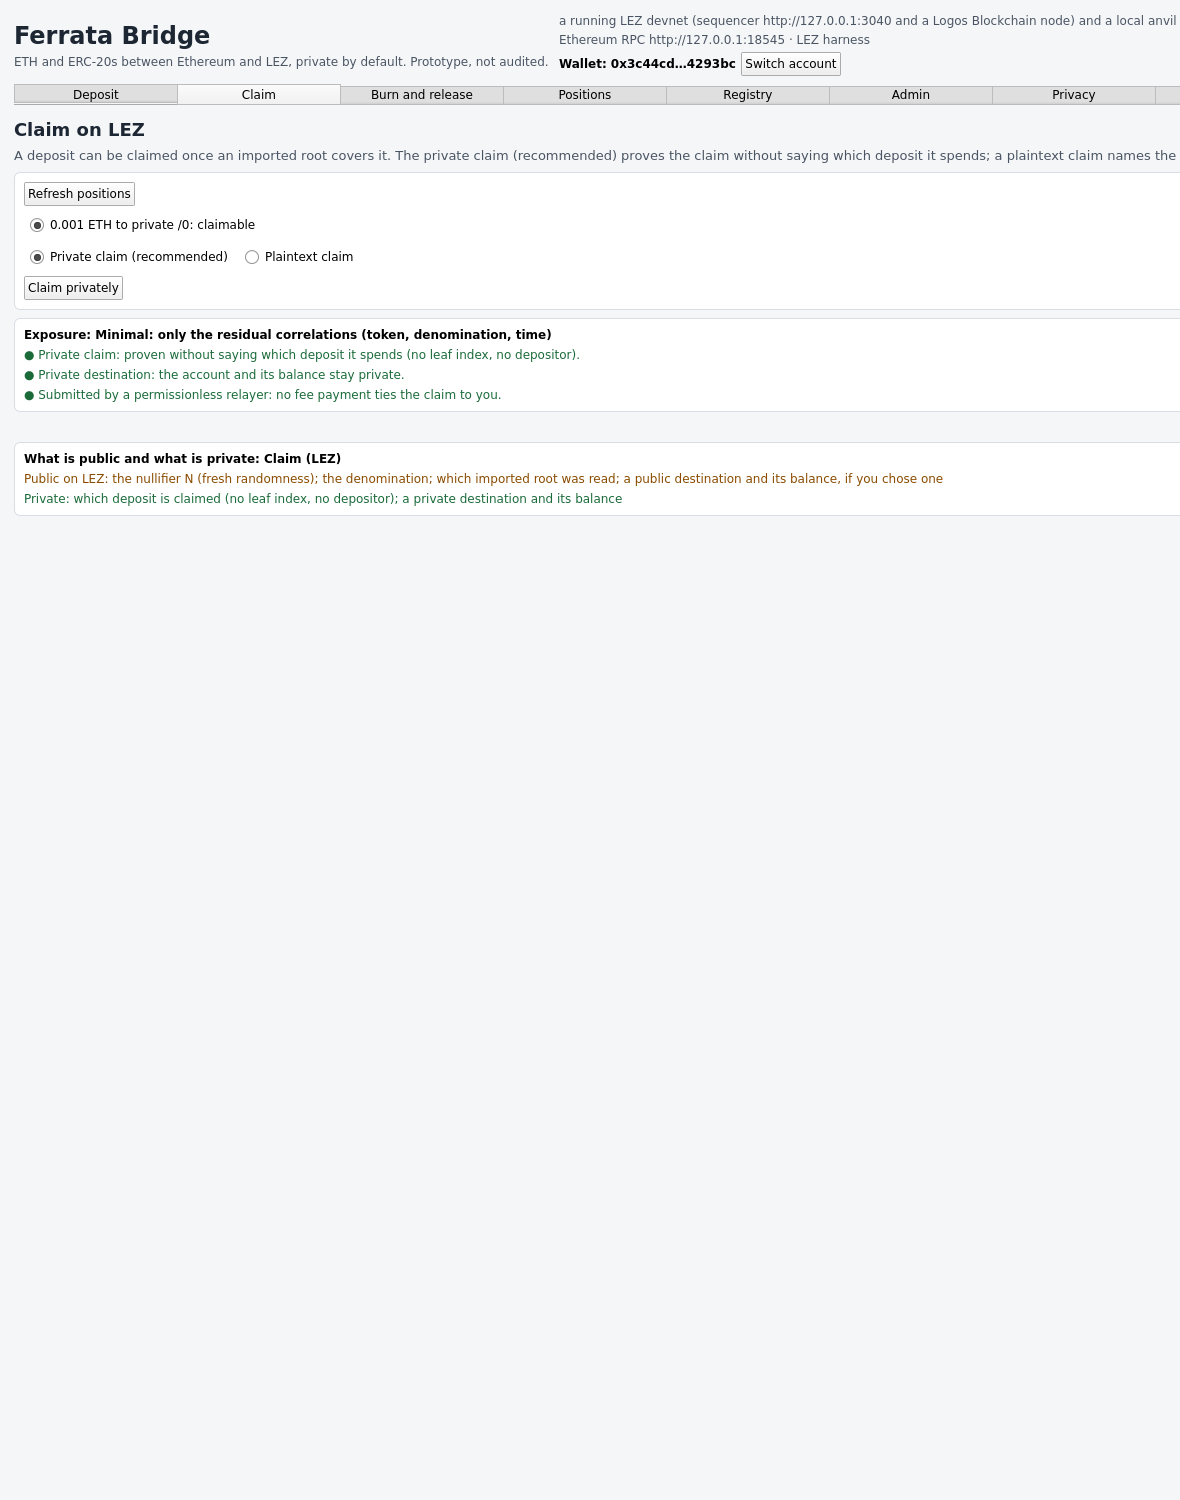 Ferrata Bridge
ETH and ERC-20s between Ethereum and LEZ, private by default. Prototype, not audited.
a running LEZ devnet (sequencer http://127.0.0.1:3040 and a Logos Blockchain node) and a local anvil
Ethereum RPC http://127.0.0.1:18545 · LEZ harness
Wallet: 0x3c44cd…4293bc Switch account
Deposit Claim Burn and release Positions Registry Admin Privacy
Claim on LEZ
A deposit can be claimed once an imported root covers it. The private claim (recommended) proves the claim without saying which deposit it spends; a plaintext claim names the
Refresh positions
0.001 ETH to private /0: claimable
Private claim (recommended) Plaintext claim
Claim privately
Exposure: Minimal: only the residual correlations (token, denomination, time)
● Private claim: proven without saying which deposit it spends (no leaf index, no depositor).
● Private destination: the account and its balance stay private.
● Submitted by a permissionless relayer: no fee payment ties the claim to you.
What is public and what is private: Claim (LEZ)
Public on LEZ: the nullifier N (fresh randomness); the denomination; which imported root was read; a public destination and its balance, if you chose one
Private: which deposit is claimed (no leaf index, no depositor); a private destination and its balance